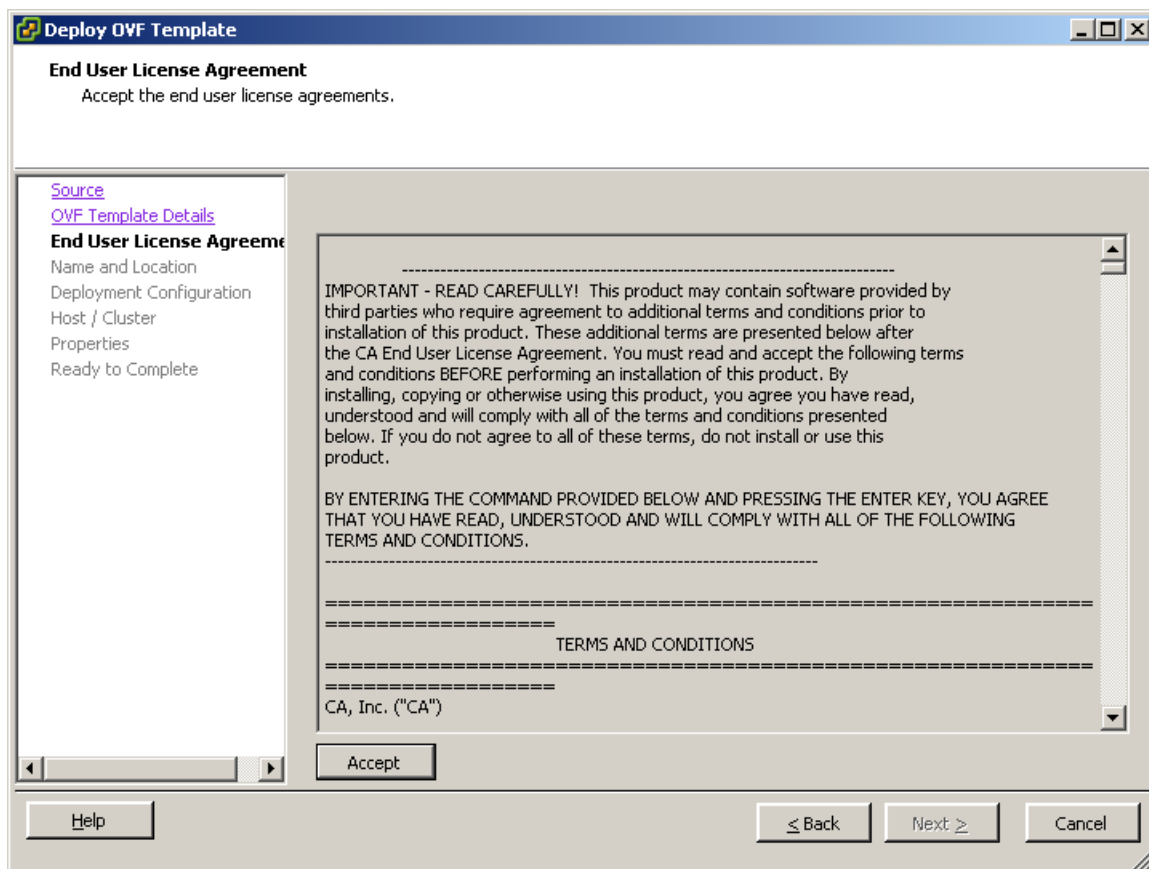 Deploy OVF Template
End User License Agreement
Accept the end user license agreements.
Source
OVF Template Details
End User License Agreeme
Name and Location
Deployment Configuration
Host / Cluster
Properties
Ready to Complete
--------------------------------------------------------------------------------
IMPORTANT - READ CAREFULLY!  This product may contain software provided by
third parties who require agreement to additional terms and conditions prior to
installation of this product. These additional terms are presented below after
the CA End User License Agreement. You must read and accept the following terms
and conditions BEFORE performing an installation of this product. By
installing, copying or otherwise using this product, you agree you have read,
understood and will comply with all of the terms and conditions presented
below. If you do not agree to all of these terms, do not install or use this
product.
BY ENTERING THE COMMAND PROVIDED BELOW AND PRESSING THE ENTER KEY, YOU AGREE
THAT YOU HAVE READ, UNDERSTOOD AND WILL COMPLY WITH ALL OF THE FOLLOWING
TERMS AND CONDITIONS.
--------------------------------------------------------------------------------
============================================================
==================
TERMS AND CONDITIONS
============================================================
==================
CA, Inc. ("CA")
Accept
Help
< Back
Next >
Cancel